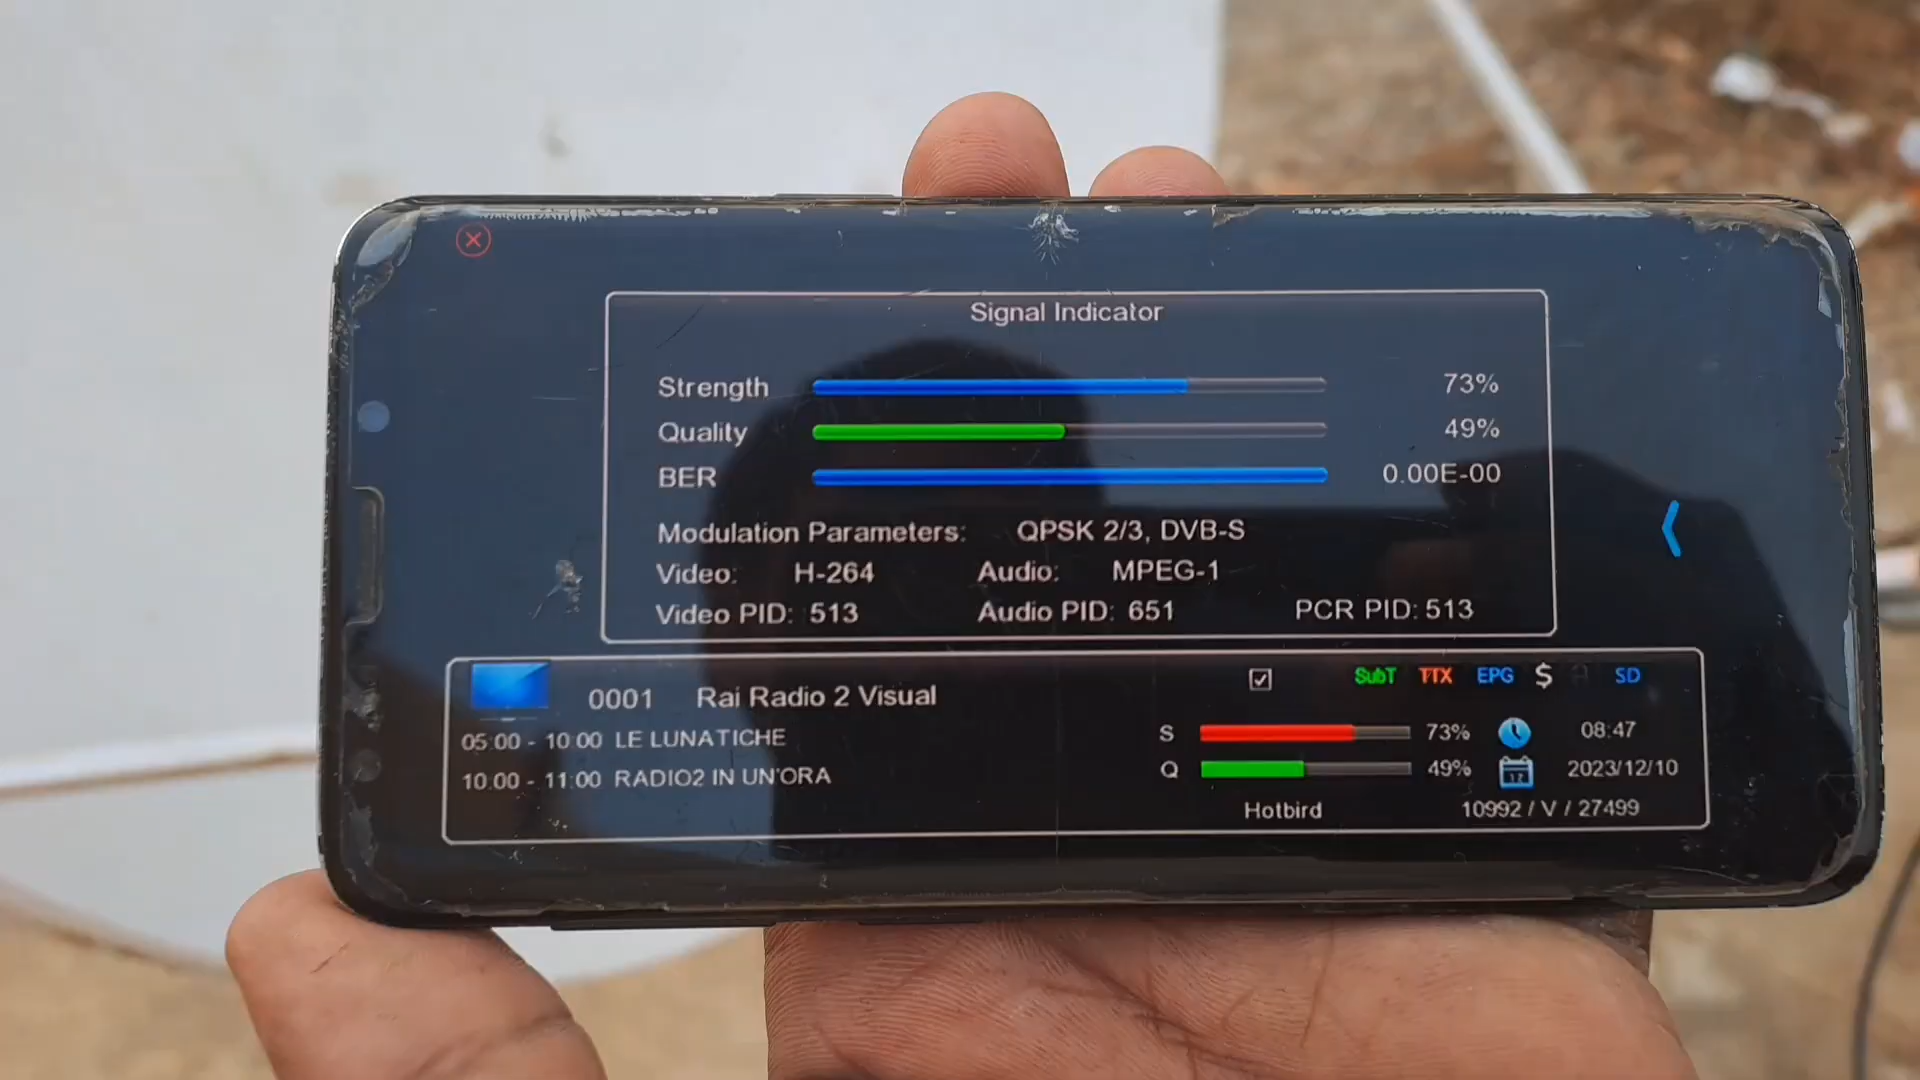 Signal Indicator
Strength 73%
Quality 49%
BER 0.00E-00
Modulation Parameters: QPSK 2/3, DVB-S
Video: H-264 Audio: MPEG-1
Video PID: 513 Audio PID: 651 PCR PID: 513
SubT TTX EPG $ SD
0001 Rai Radio 2 Visual
05:00 - 10:00 LE LUNATICHE
S 73% 08:47
10:00 - 11:00 RADIO2 IN UN'ORA
Q 49% 2023/12/10
Hotbird 10992 / V / 27499